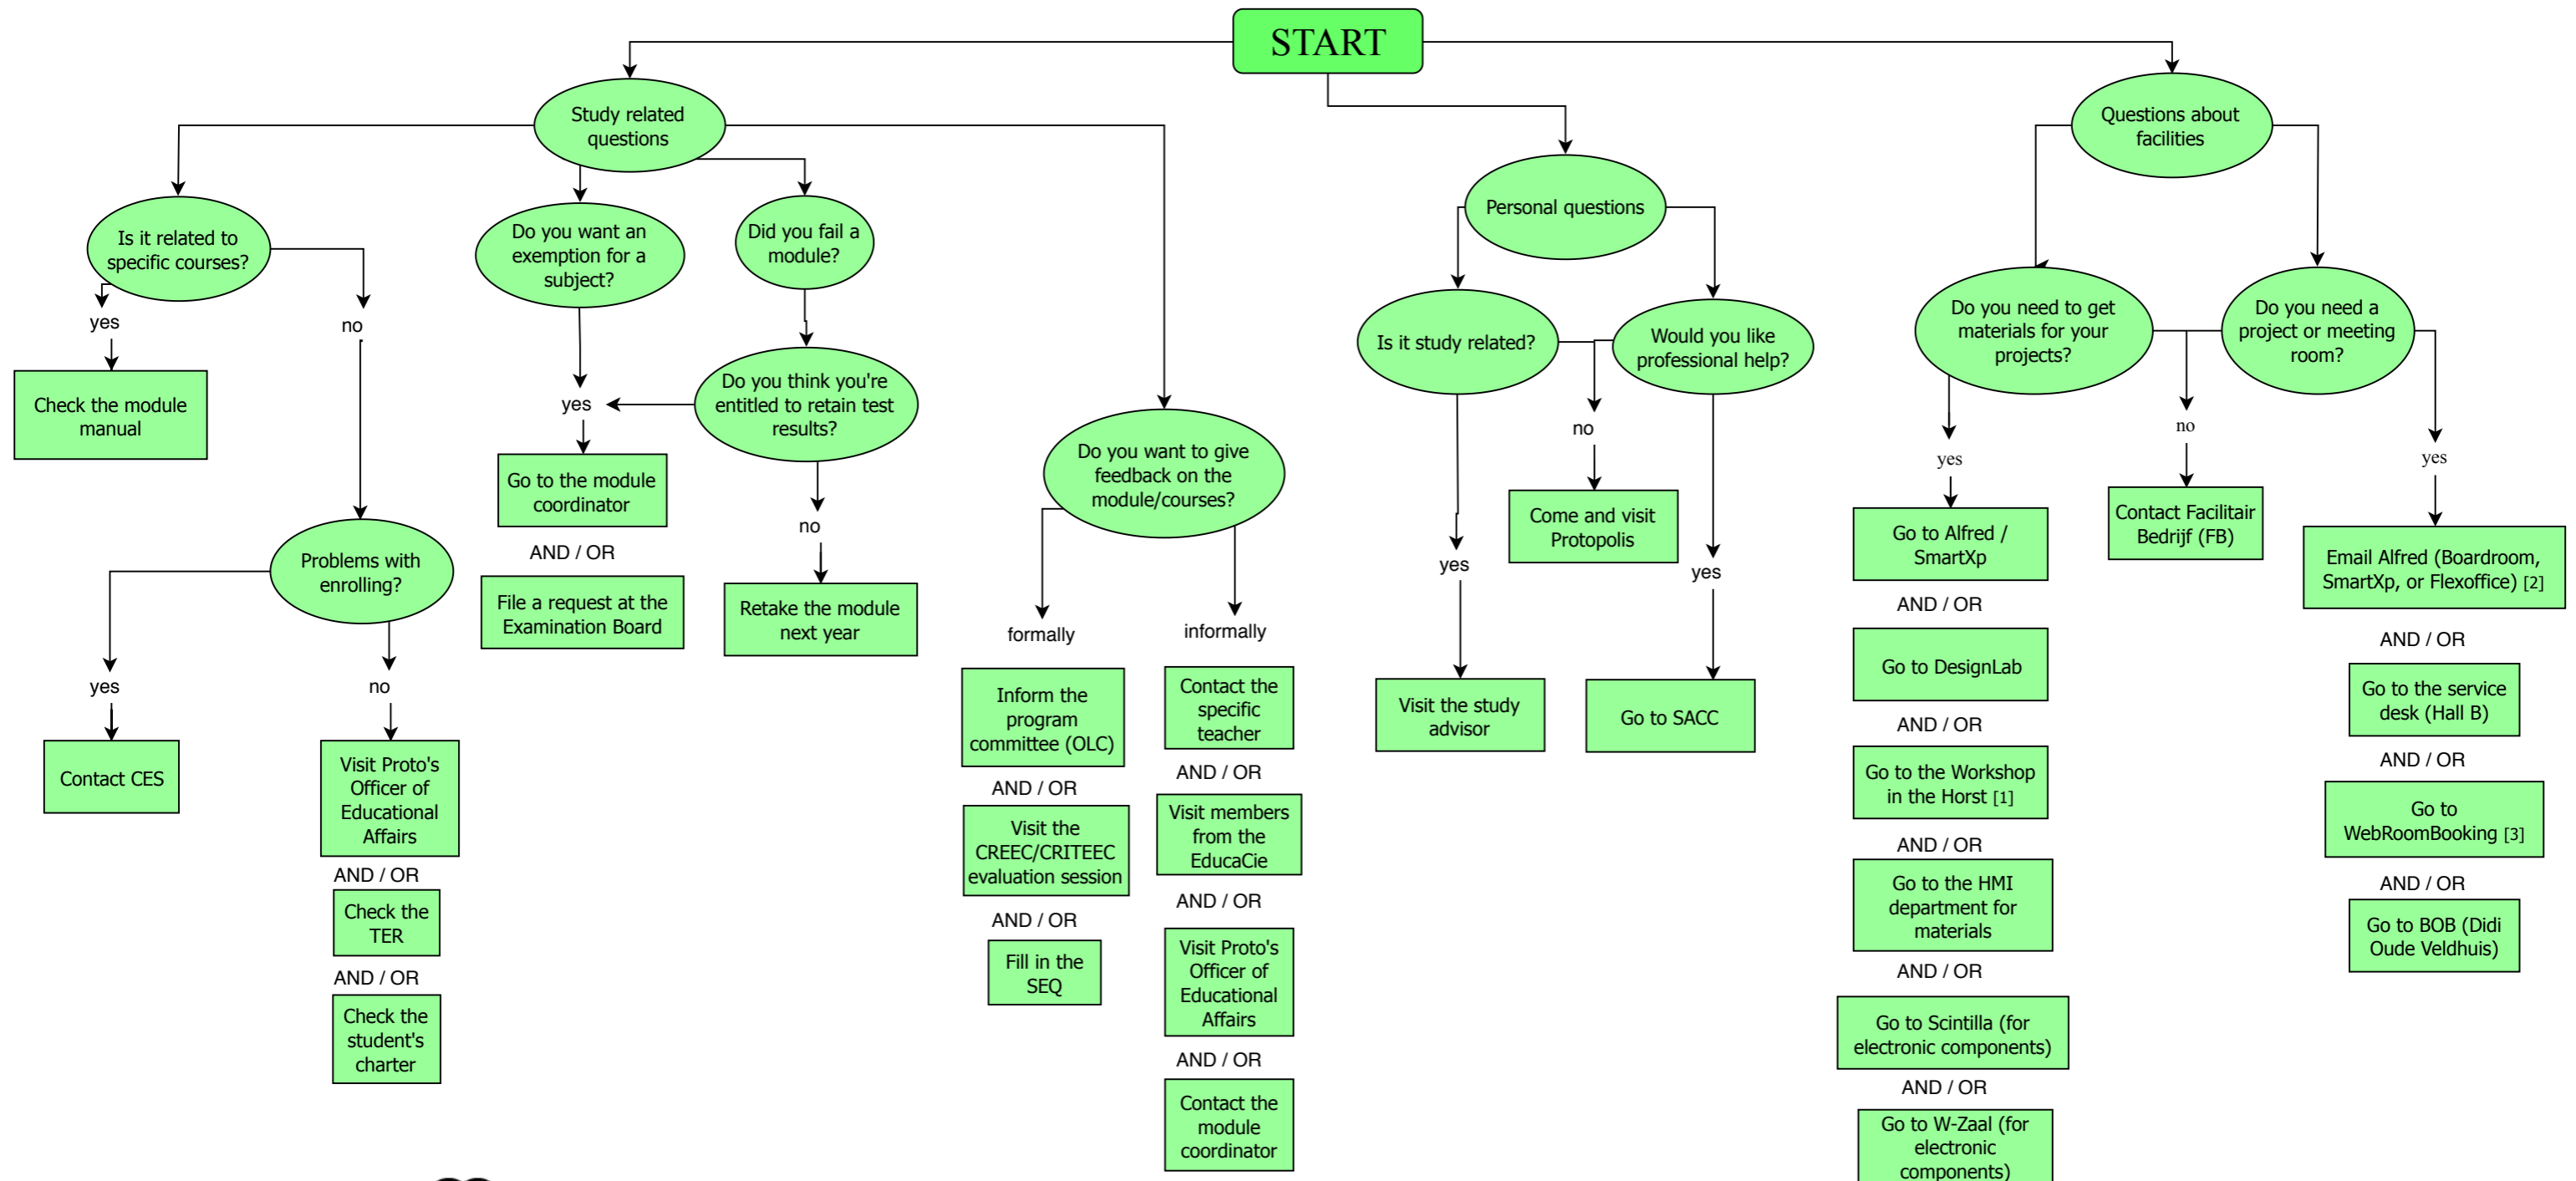 START
Study related
questions
Is it related to
specific courses?
yes
no
Check the module
manual
Problems with
enrolling?
yes
no
Contact CES
Visit Proto's
Officer of
Educational
Affairs
AND / OR
Check the
TER
AND / OR
Check the
student's
charter
Do you want an
exemption for a
subject?
Did you fail a
module?
Do you think you're
entitled to retain test
results?
yes
Go to the module
coordinator
AND / OR
File a request at the
Examination Board
no
Retake the module
next year
Do you want to give
feedback on the
module/courses?
formally
informally
Inform the
program
committee (OLC)
AND / OR
Visit the
CREEC/CRITEEC
evaluation session
AND / OR
Fill in the
SEQ
Contact the
specific
teacher
AND / OR
Visit members
from the
EducaCie
AND / OR
Visit Proto's
Officer of
Educational
Affairs
AND / OR
Contact the
module
coordinator
Personal questions
Is it study related?
Would you like
professional help?
no
Come and visit
Protopolis
yes
yes
Visit the study
advisor
Go to SACC
Questions about
facilities
Do you need to get
materials for your
projects?
Do you need a
project or meeting
room?
yes
no
yes
Go to Alfred /
SmartXp
AND / OR
Go to DesignLab
AND / OR
Go to the Workshop
in the Horst [1]
AND / OR
Go to the HMI
department for
materials
AND / OR
Go to Scintilla (for
electronic components)
AND / OR
Go to W-Zaal (for
electronic
components)
Contact Facilitair
Bedrijf (FB)
Email Alfred (Boardroom,
SmartXp, or Flexoffice) [2]
AND / OR
Go to the service
desk (Hall B)
AND / OR
Go to
WebRoomBooking [3]
AND / OR
Go to BOB (Didi
Oude Veldhuis)